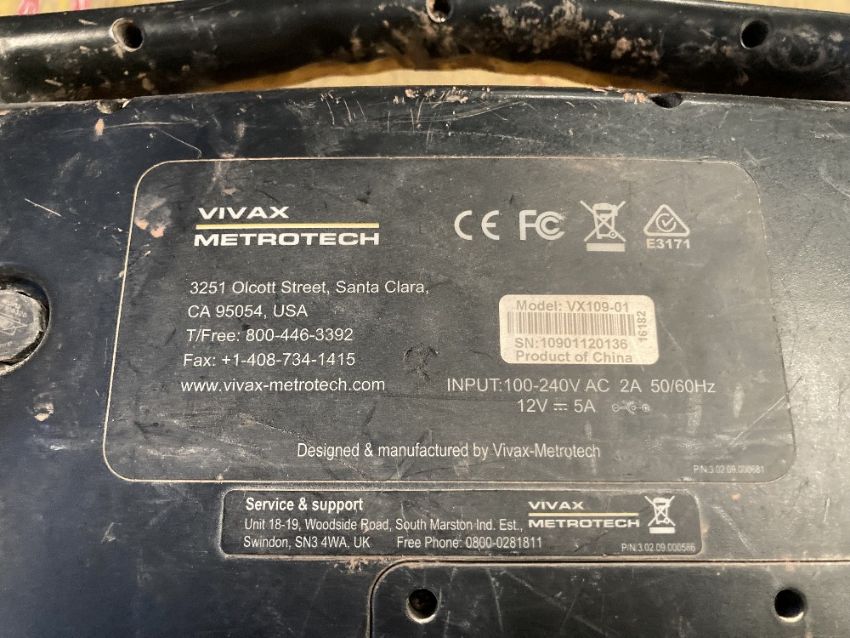 VIVAX
METROTECH
CE FC
E3171
3251 Olcott Street, Santa Clara,
CA 95054, USA
T/Free: 800-446-3392
Fax: +1-408-734-1415
www.vivax-metrotech.com
Model: VX109-01
16182
SN:10901120136
Product of China
INPUT:100-240V AC 2A 50/60Hz
12V ⎓ 5A
Designed & manufactured by Vivax-Metrotech
P/N:3.02.09.000681
Service & support
Unit 18-19, Woodside Road, South Marston Ind. Est.,
Swindon, SN3 4WA, UK Free Phone: 0800-0281811
VIVAX
METROTECH
P/N:3.02.09.000586